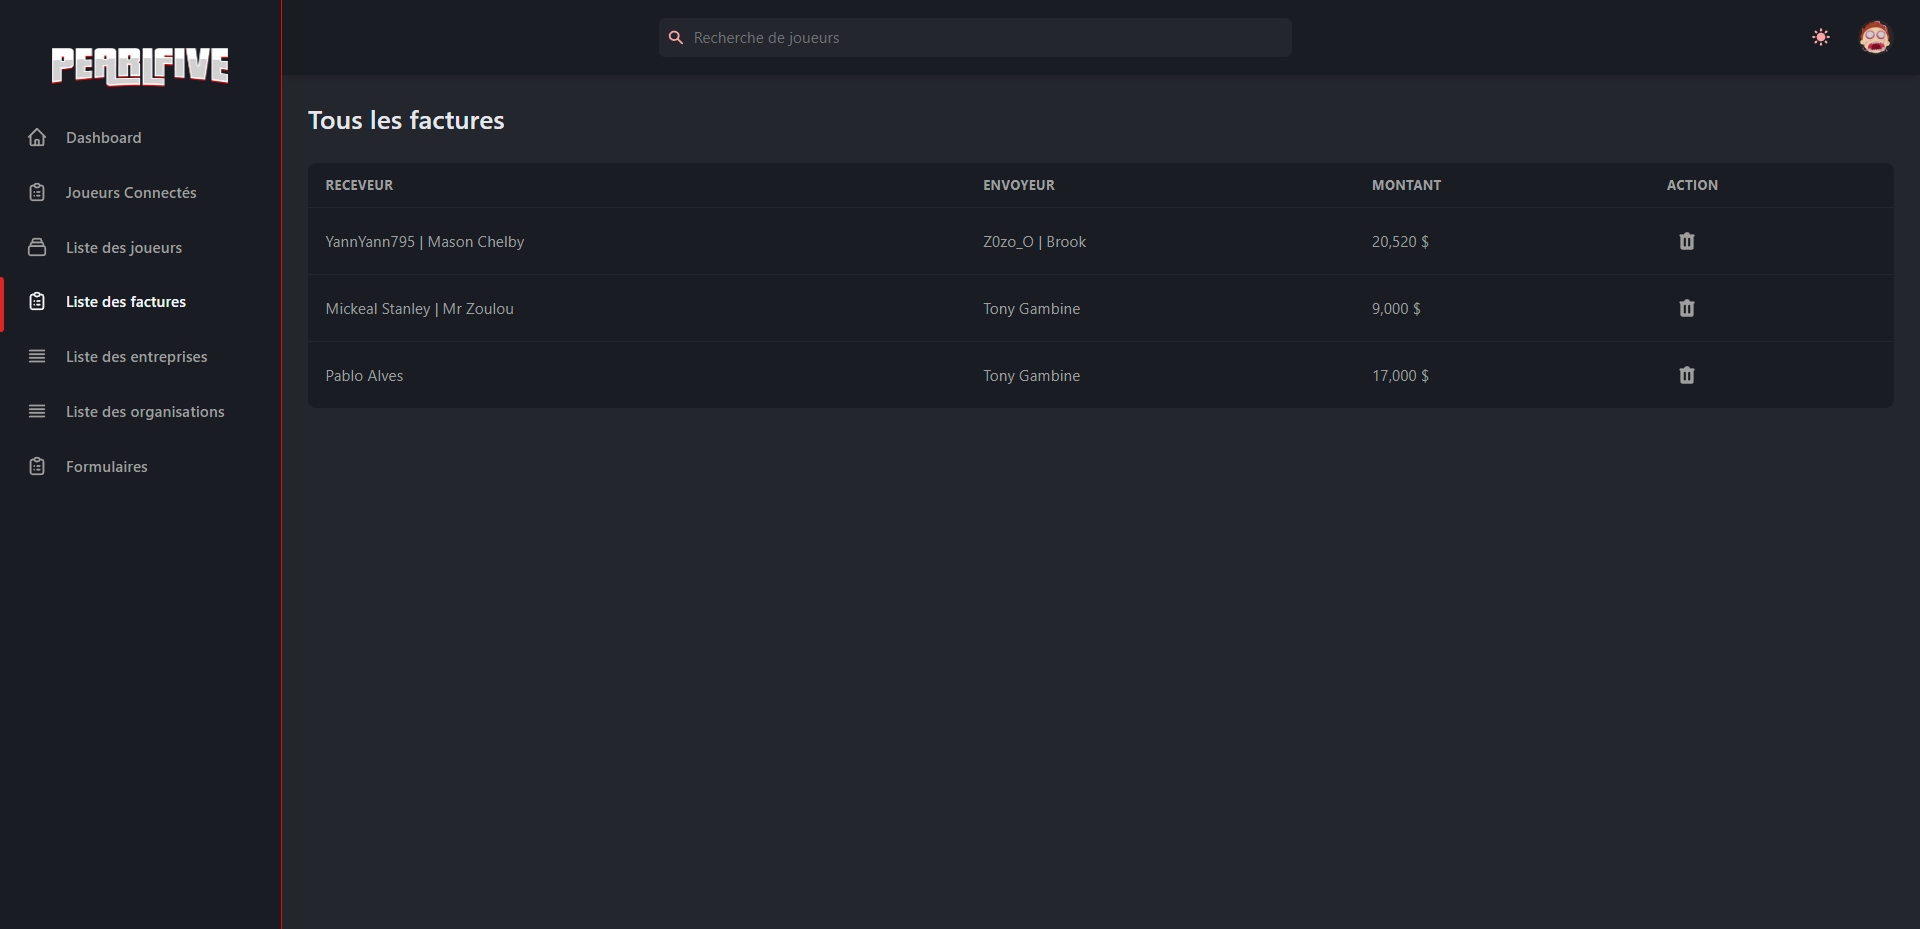 PEARLFIVE
Recherche de joueurs
Dashboard
Joueurs Connectés
Liste des joueurs
Liste des factures
Liste des entreprises
Liste des organisations
Formulaires
Tous les factures
RECEVEUR ENVOYEUR MONTANT ACTION
YannYann795 | Mason Chelby Z0zo_O | Brook 20,520 $
Mickeal Stanley | Mr Zoulou Tony Gambine 9,000 $
Pablo Alves Tony Gambine 17,000 $